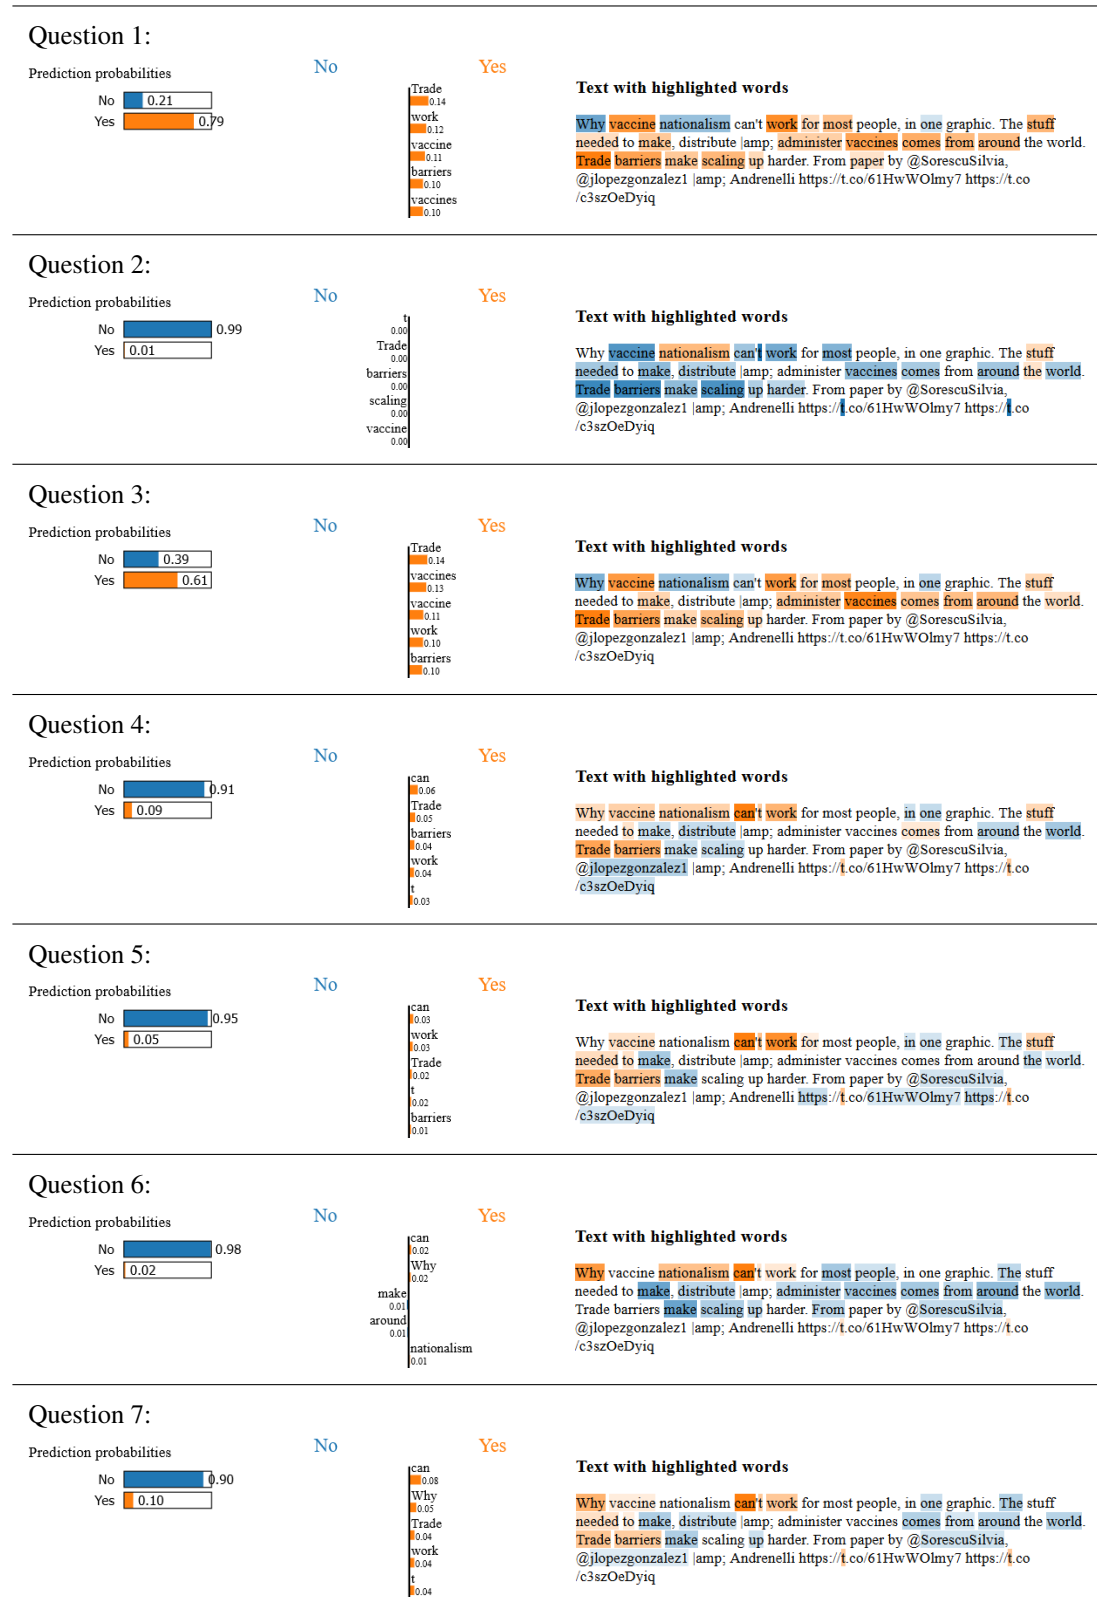 Question 1:
Prediction probabilities
No 0.21
Yes 0.79
No Yes
Trade
0.14
work
0.12
vaccine
0.11
barriers
0.10
vaccines
0.10
Text with highlighted words
Why vaccine nationalism can't work for most people, in one graphic. The stuff
needed to make, distribute |amp; administer vaccines comes from around the world.
Trade barriers make scaling up harder. From paper by @SorescuSilvia,
@jlopezgonzalez1 |amp; Andrenelli https://t.co/61HwWOlmy7 https://t.co
/c3szOeDyiq
Question 2:
Prediction probabilities
No 0.99
Yes 0.01
No Yes
t
0.00
Trade
0.00
barriers
0.00
scaling
0.00
vaccine
0.00
Text with highlighted words
Why vaccine nationalism can't work for most people, in one graphic. The stuff
needed to make, distribute |amp; administer vaccines comes from around the world.
Trade barriers make scaling up harder. From paper by @SorescuSilvia,
@jlopezgonzalez1 |amp; Andrenelli https://t.co/61HwWOlmy7 https://t.co
/c3szOeDyiq
Question 3:
Prediction probabilities
No 0.39
Yes 0.61
No Yes
Trade
0.14
vaccines
0.13
vaccine
0.11
work
0.10
barriers
0.10
Text with highlighted words
Why vaccine nationalism can't work for most people, in one graphic. The stuff
needed to make, distribute |amp; administer vaccines comes from around the world.
Trade barriers make scaling up harder. From paper by @SorescuSilvia,
@jlopezgonzalez1 |amp; Andrenelli https://t.co/61HwWOlmy7 https://t.co
/c3szOeDyiq
Question 4:
Prediction probabilities
No 0.91
Yes 0.09
No Yes
can
0.06
Trade
0.05
barriers
0.04
work
0.04
t
0.03
Text with highlighted words
Why vaccine nationalism can't work for most people, in one graphic. The stuff
needed to make, distribute |amp; administer vaccines comes from around the world.
Trade barriers make scaling up harder. From paper by @SorescuSilvia,
@jlopezgonzalez1 |amp; Andrenelli https://t.co/61HwWOlmy7 https://t.co
/c3szOeDyiq
Question 5:
Prediction probabilities
No 0.95
Yes 0.05
No Yes
can
0.03
work
0.03
Trade
0.02
t
0.02
barriers
0.01
Text with highlighted words
Why vaccine nationalism can't work for most people, in one graphic. The stuff
needed to make, distribute |amp; administer vaccines comes from around the world.
Trade barriers make scaling up harder. From paper by @SorescuSilvia,
@jlopezgonzalez1 |amp; Andrenelli https://t.co/61HwWOlmy7 https://t.co
/c3szOeDyiq
Question 6:
Prediction probabilities
No 0.98
Yes 0.02
No Yes
can
0.02
Why
0.02
make
0.01
around
0.01
nationalism
0.01
Text with highlighted words
Why vaccine nationalism can't work for most people, in one graphic. The stuff
needed to make, distribute |amp; administer vaccines comes from around the world.
Trade barriers make scaling up harder. From paper by @SorescuSilvia,
@jlopezgonzalez1 |amp; Andrenelli https://t.co/61HwWOlmy7 https://t.co
/c3szOeDyiq
Question 7:
Prediction probabilities
No 0.90
Yes 0.10
No Yes
can
0.08
Why
0.05
Trade
0.04
work
0.04
t
0.04
Text with highlighted words
Why vaccine nationalism can't work for most people, in one graphic. The stuff
needed to make, distribute |amp; administer vaccines comes from around the world.
Trade barriers make scaling up harder. From paper by @SorescuSilvia,
@jlopezgonzalez1 |amp; Andrenelli https://t.co/61HwWOlmy7 https://t.co
/c3szOeDyiq